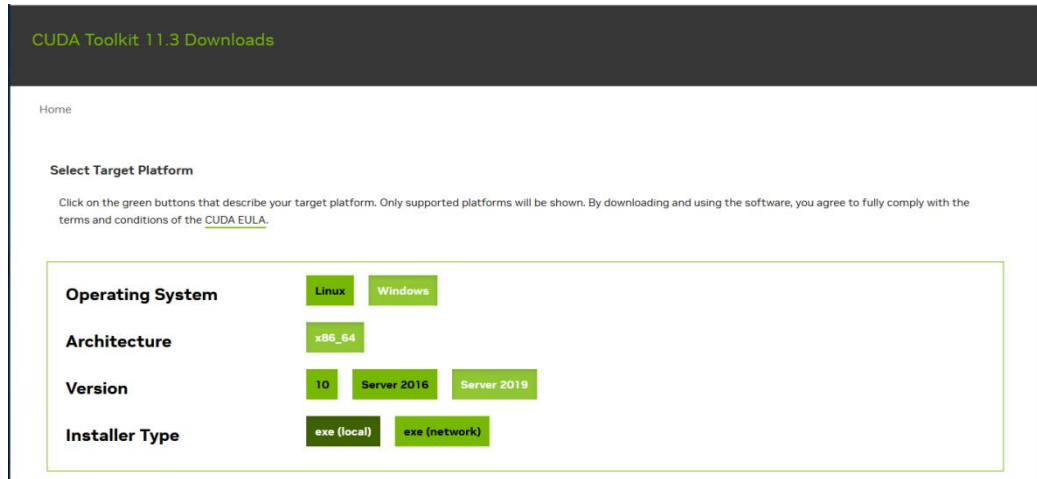 CUDA Toolkit 11.3 Downloads
Home
Select Target Platform
Click on the green buttons that describe your target platform. Only supported platforms will be shown. By downloading and using the software, you agree to fully comply with the
terms and conditions of the CUDA EULA.
Operating System Linux Windows
Architecture x86_64
Version 10 Server 2016 Server 2019
Installer Type exe (local) exe (network)